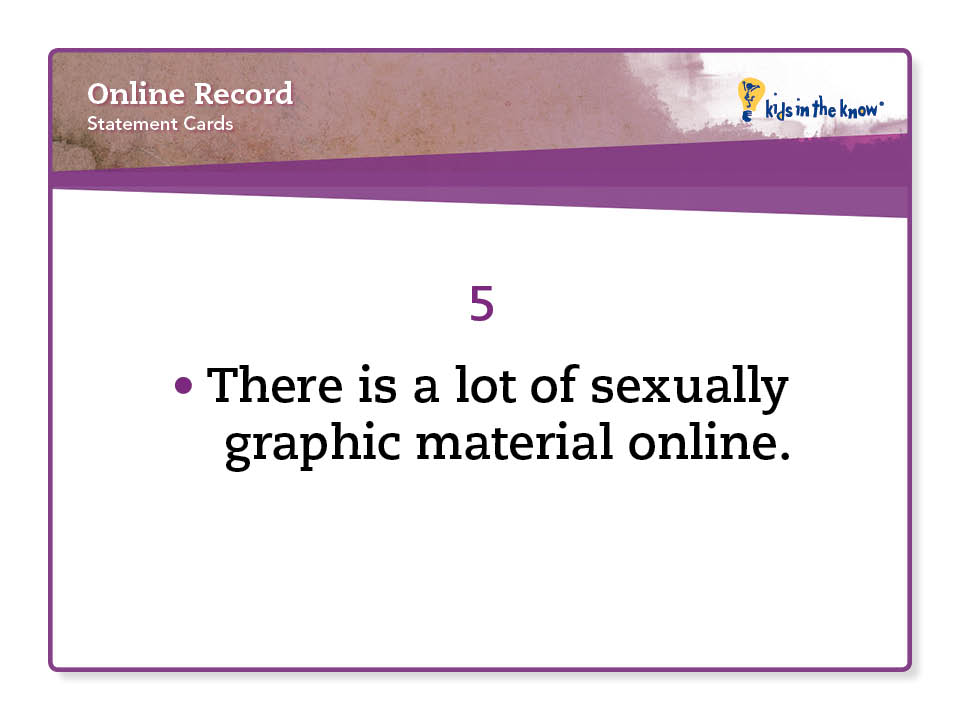 Online Record
Statement Cards
kids in the know
5
• There is a lot of sexually
graphic material online.